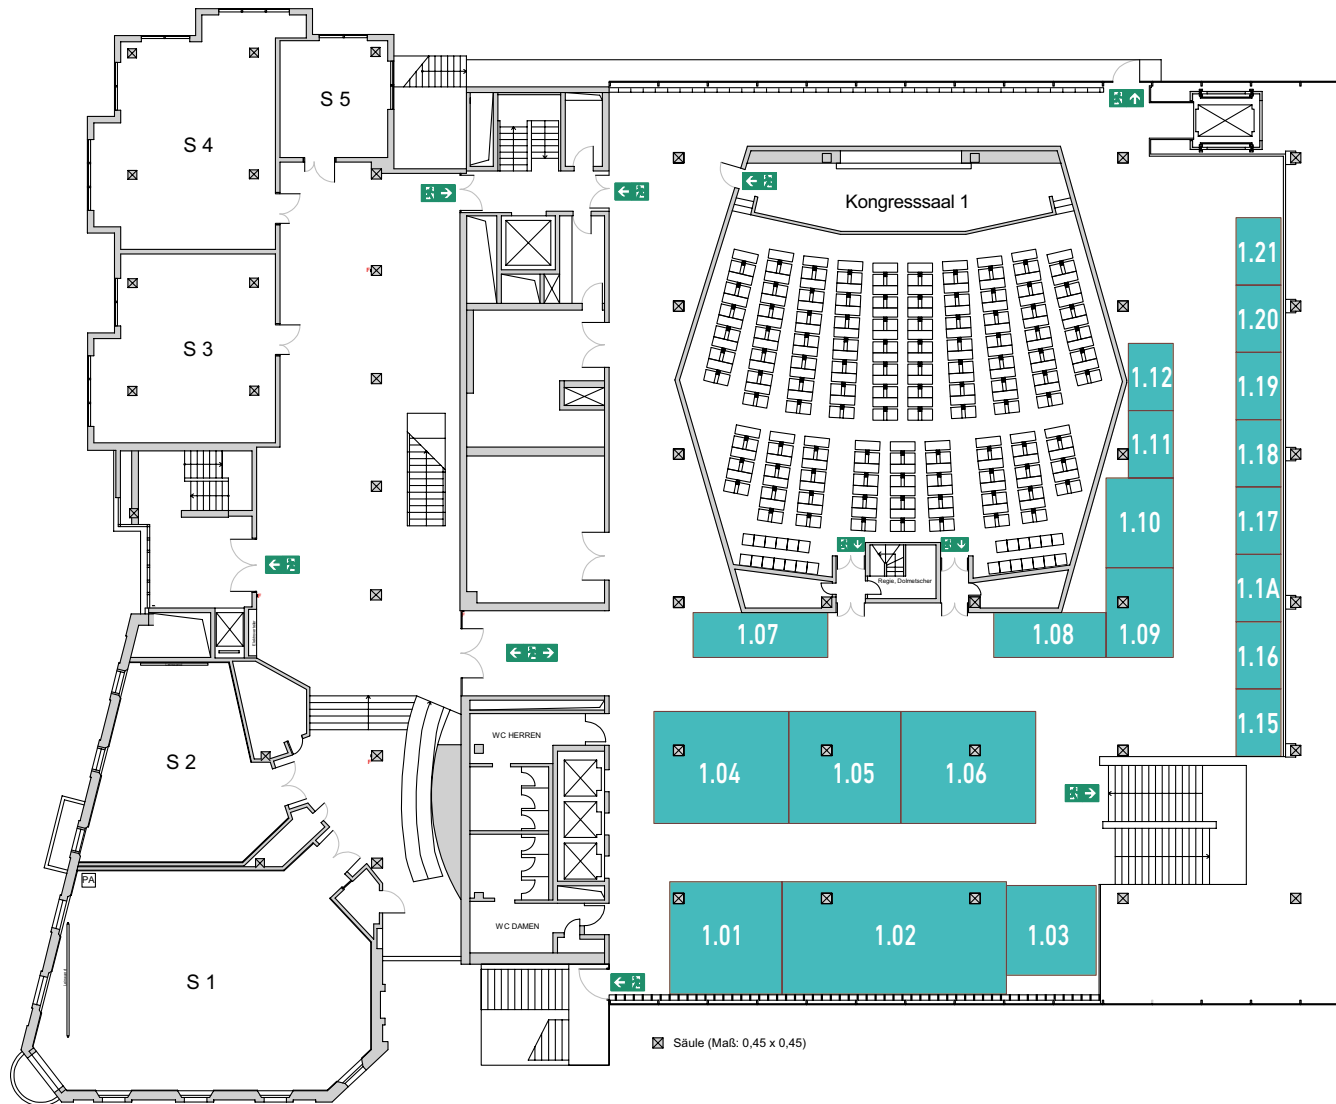 S 5
S 4
Kongresssaal 1
1.21
1.20
S 3
1.12
1.19
1.11
1.18
1.10
1.17
Regie, Dolmetscher
1.1A
1.07
1.08
1.09
1.16
1.15
WC HERREN
S 2
1.04
1.05
1.06
PA
WC DAMEN
1.01
1.02
1.03
S 1
Säule (Maß: 0,45 x 0,45)